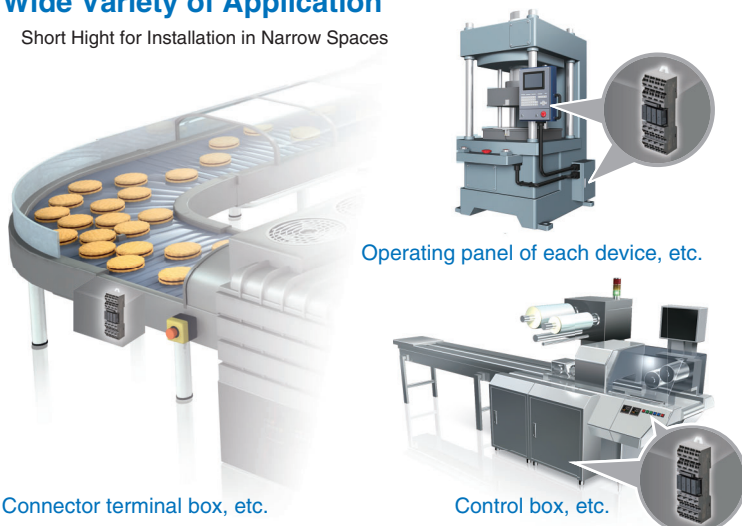 Wide Variety of Application
Short Hight for Installation in Narrow Spaces
Operating panel of each device, etc.
Connector terminal box, etc.
Control box, etc.